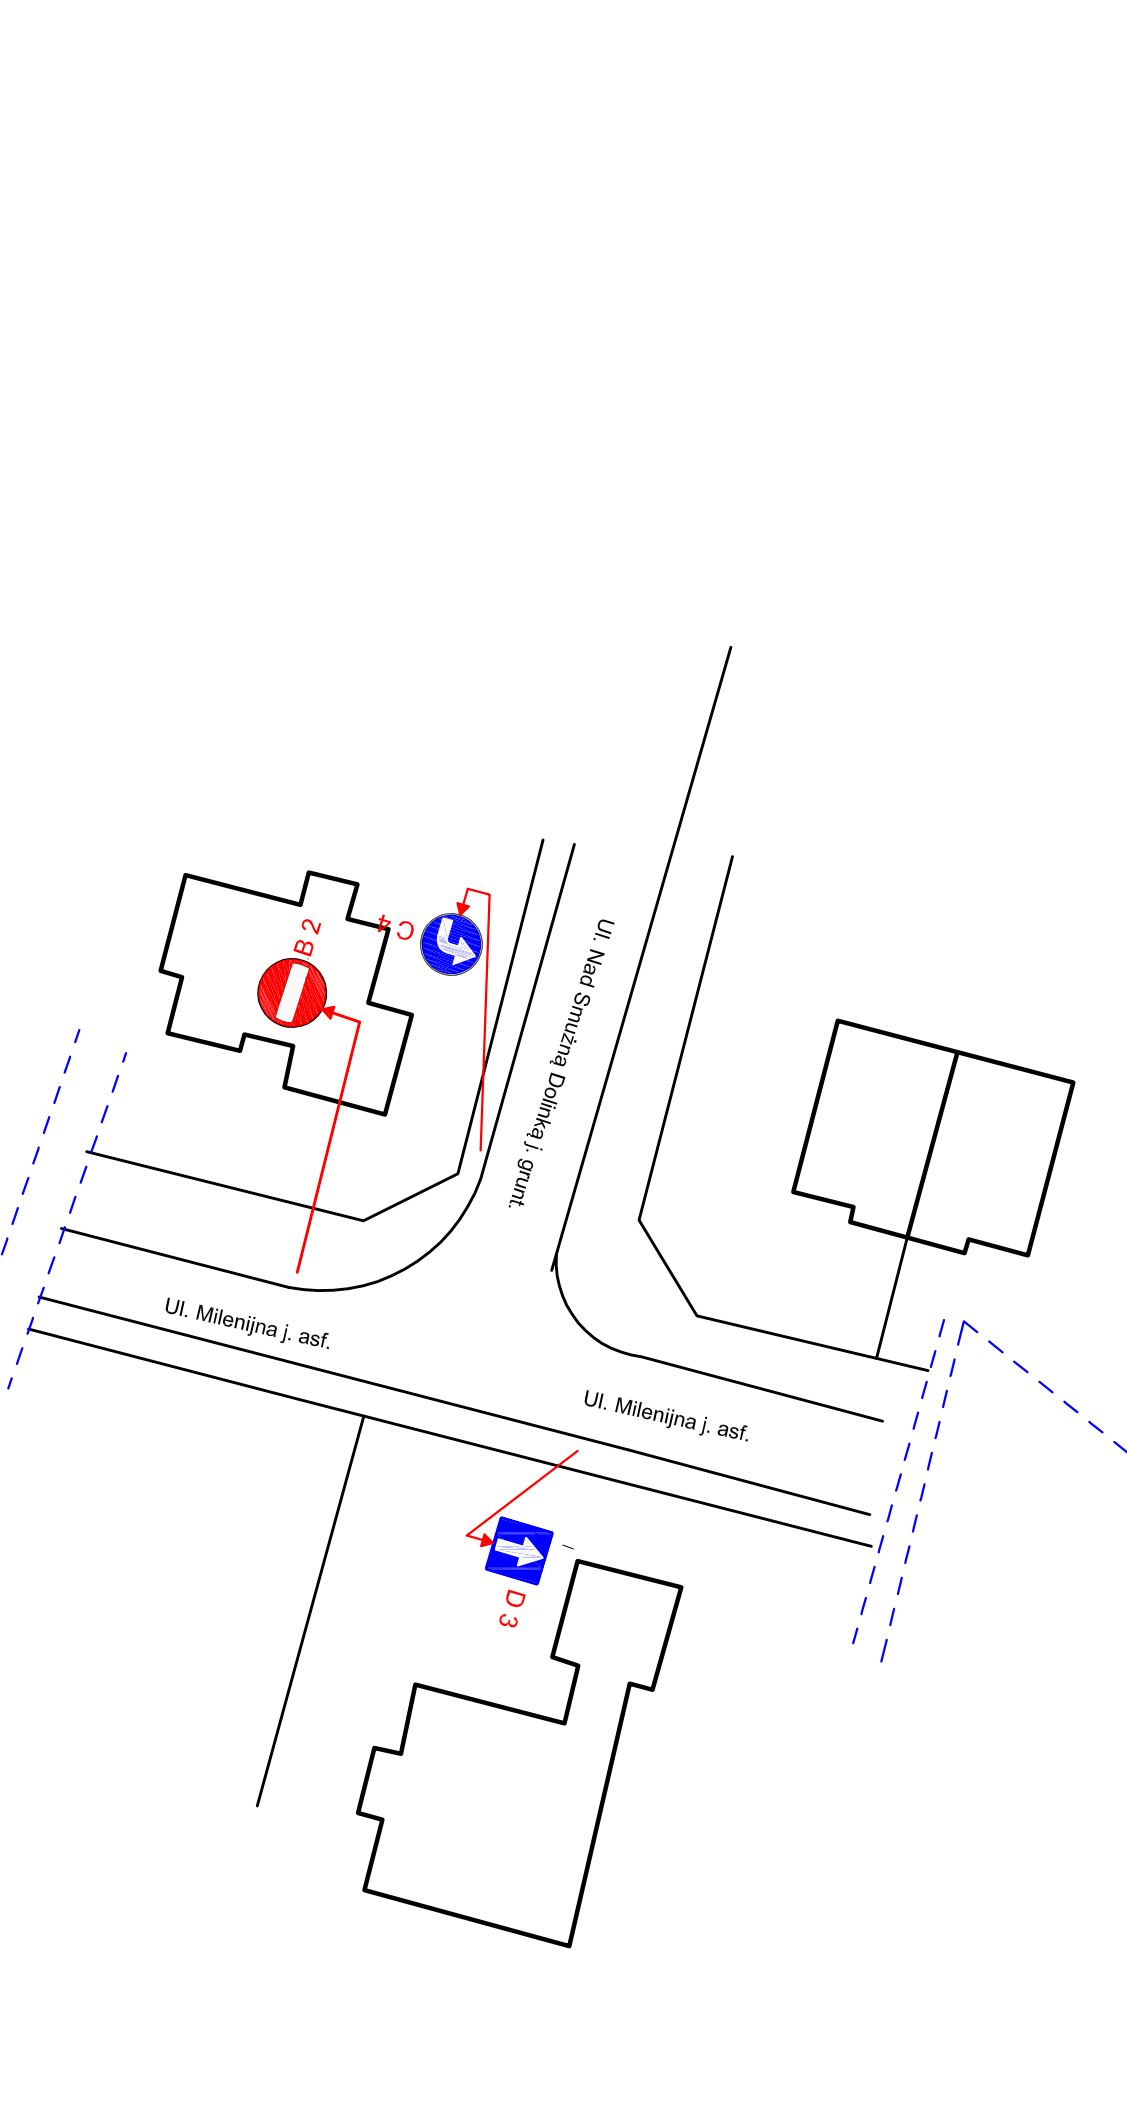 B 2
C 4
Ul. Nad Smużną Dolinką j. grunt.
Ul. Milenijna j. asf.
Ul. Milenijna j. asf.
D 3